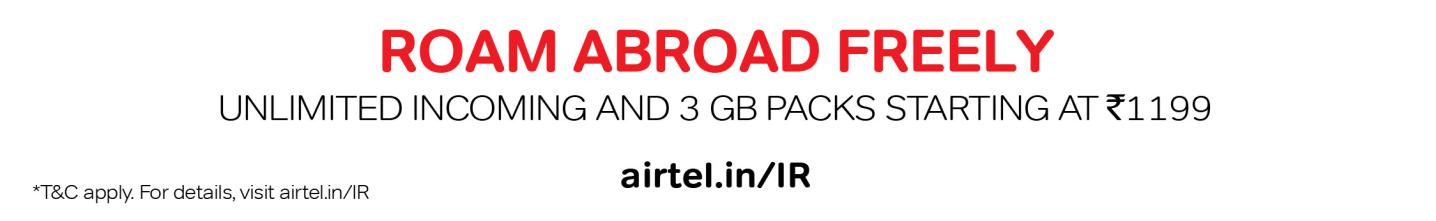 ROAM ABROAD FREELY
UNLIMITED INCOMING AND 3 GB PACKS STARTING AT ₹1199
airtel.in/IR
*T&C apply. For details, visit airtel.in/IR